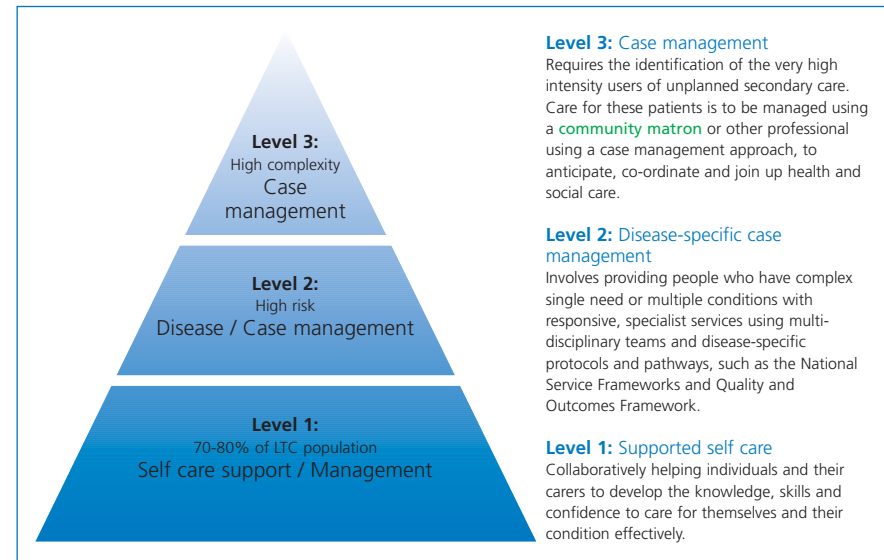 Level 3:
High complexity
Case
management
Level 2:
High risk
Disease / Case management
Level 1:
70-80% of LTC population
Self care support / Management
Level 3: Case management
Requires the identification of the very high
intensity users of unplanned secondary care.
Care for these patients is to be managed using
a community matron or other professional
using a case management approach, to
anticipate, co-ordinate and join up health and
social care.
Level 2: Disease-specific case
management
Involves providing people who have complex
single need or multiple conditions with
responsive, specialist services using multi-
disciplinary teams and disease-specific
protocols and pathways, such as the National
Service Frameworks and Quality and
Outcomes Framework.
Level 1: Supported self care
Collaboratively helping individuals and their
carers to develop the knowledge, skills and
confidence to care for themselves and their
condition effectively.